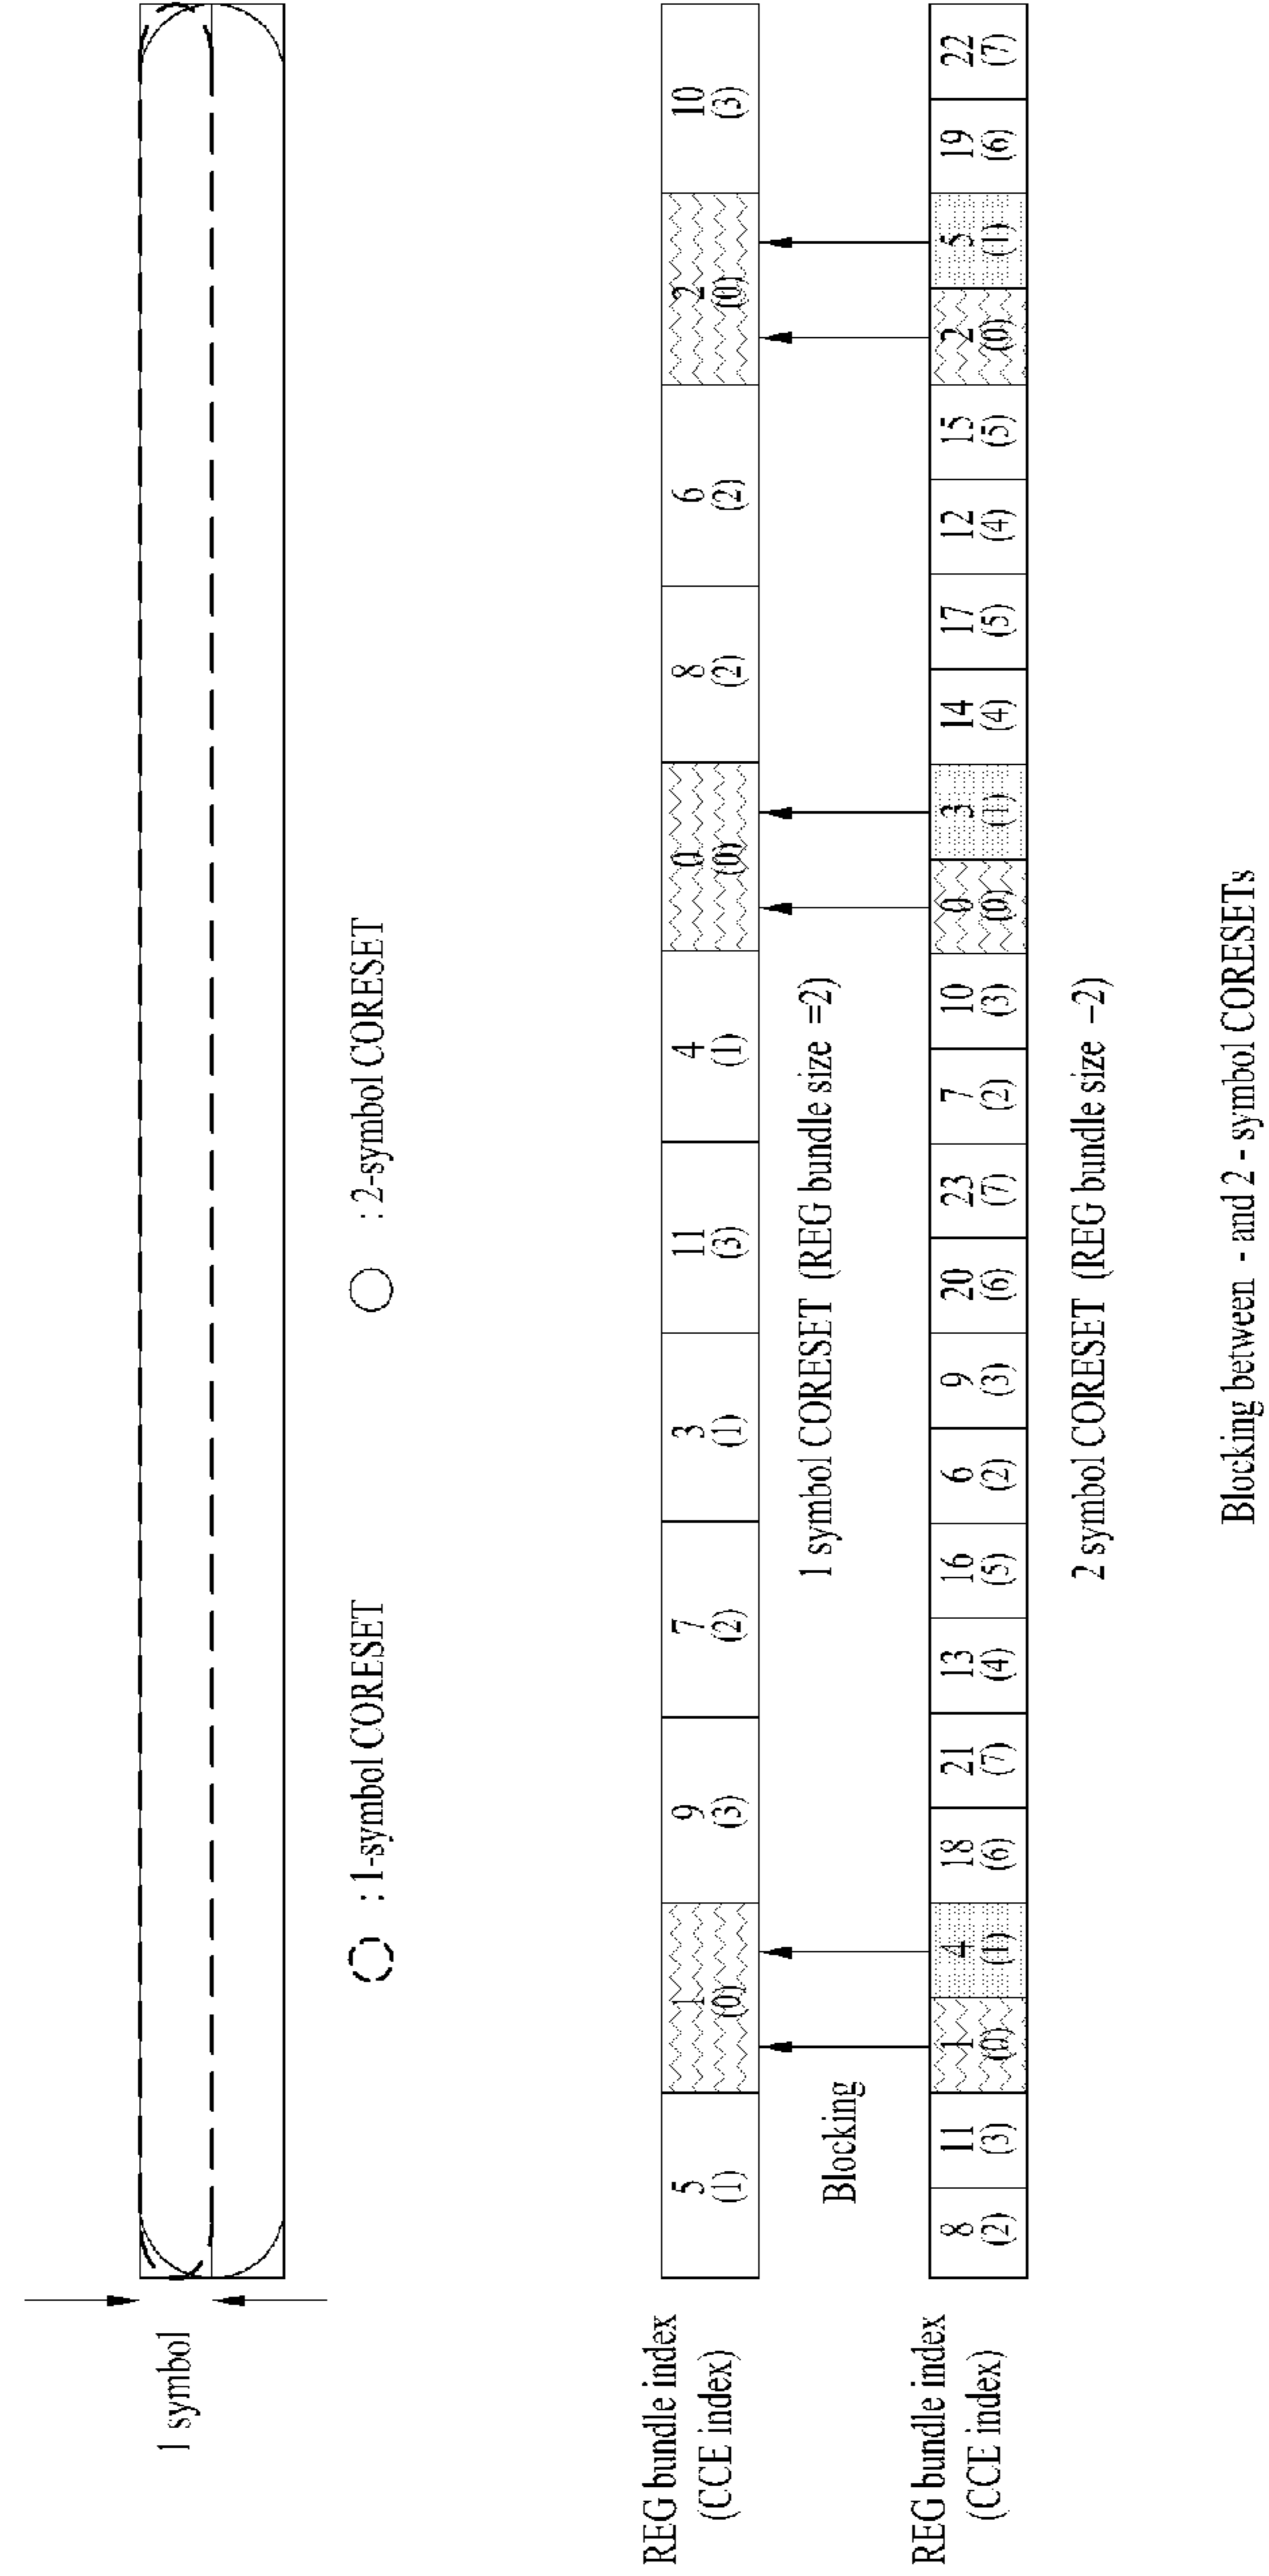 1 symbol
: 1-symbol CORESET : 2-symbol CORESET
REG bundle index 5 1 9 7 3 11 4 0 8 6 2 10
(CCE index) (1) (0) (3) (2) (1) (3) (1) (0) (2) (2) (0) (3)
1 symbol CORESET (REG bundle size =2)
Blocking
REG bundle index 8 11 1 4 18 21 13 16 6 9 20 23 7 10 0 3 14 17 12 15 2 5 19 22
(CCE index) (2) (3) (0) (1) (6) (7) (4) (5) (2) (3) (6) (7) (2) (3) (0) (1) (4) (5) (4) (5) (0) (1) (6) (7)
2 symbol CORESET (REG bundle size −2)
Blocking between - and 2 - symbol CORESETs